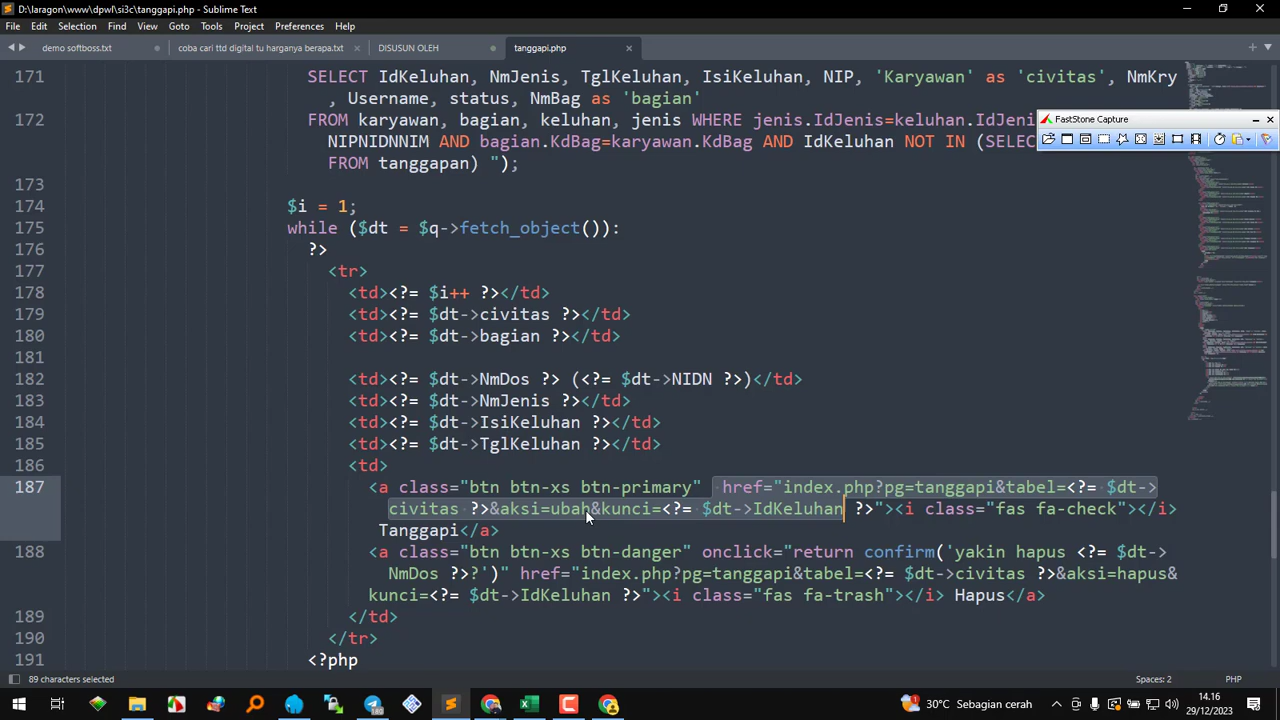 D:\laragon\www\dpwl\si3c\tanggapi.php - Sublime Text
File Edit Selection Find View Goto Tools Project Preferences Help
demo softboss.txt coba cari ttd digital tu harganya berapa.txt DISUSUN OLEH tanggapi.php
171 SELECT IdKeluhan, NmJenis, TglKeluhan, IsiKeluhan, NIP, 'Karyawan' as 'civitas', NmKry
, Username, status, NmBag as 'bagian'
FastStone Capture
172 FROM karyawan, bagian, keluhan, jenis WHERE jenis.IdJenis=keluhan.IdJeni
NIPNIDNNIM AND bagian.KdBag=karyawan.KdBag AND IdKeluhan NOT IN (SELEC
FROM tanggapan) ");
173
174 $i = 1;
175 while ($dt = $q->fetch_object()):
176 ?>
177 <tr>
178 <td><?= $i++ ?></td>
179 <td><?= $dt->civitas ?></td>
180 <td><?= $dt->bagian ?></td>
181
182 <td><?= $dt->NmDos ?> (<?= $dt->NIDN ?>)</td>
183 <td><?= $dt->NmJenis ?></td>
184 <td><?= $dt->IsiKeluhan ?></td>
185 <td><?= $dt->TglKeluhan ?></td>
186 <td>
187 <a class="btn btn-xs btn-primary" href="index.php?pg=tanggapi&tabel=<?= $dt->
civitas ?>&aksi=ubah&kunci=<?= $dt->IdKeluhan ?>"><i class="fas fa-check"></i>
Tanggapi</a>
188 <a class="btn btn-xs btn-danger" onclick="return confirm('yakin hapus <?= $dt->
NmDos ?>?')" href="index.php?pg=tanggapi&tabel=<?= $dt->civitas ?>&aksi=hapus&
kunci=<?= $dt->IdKeluhan ?>"><i class="fas fa-trash"></i> Hapus</a>
189 </td>
190 </tr>
191 <?php
89 characters selected Spaces: 2 PHP
30°C Sebagian cerah 14.16
29/12/2023